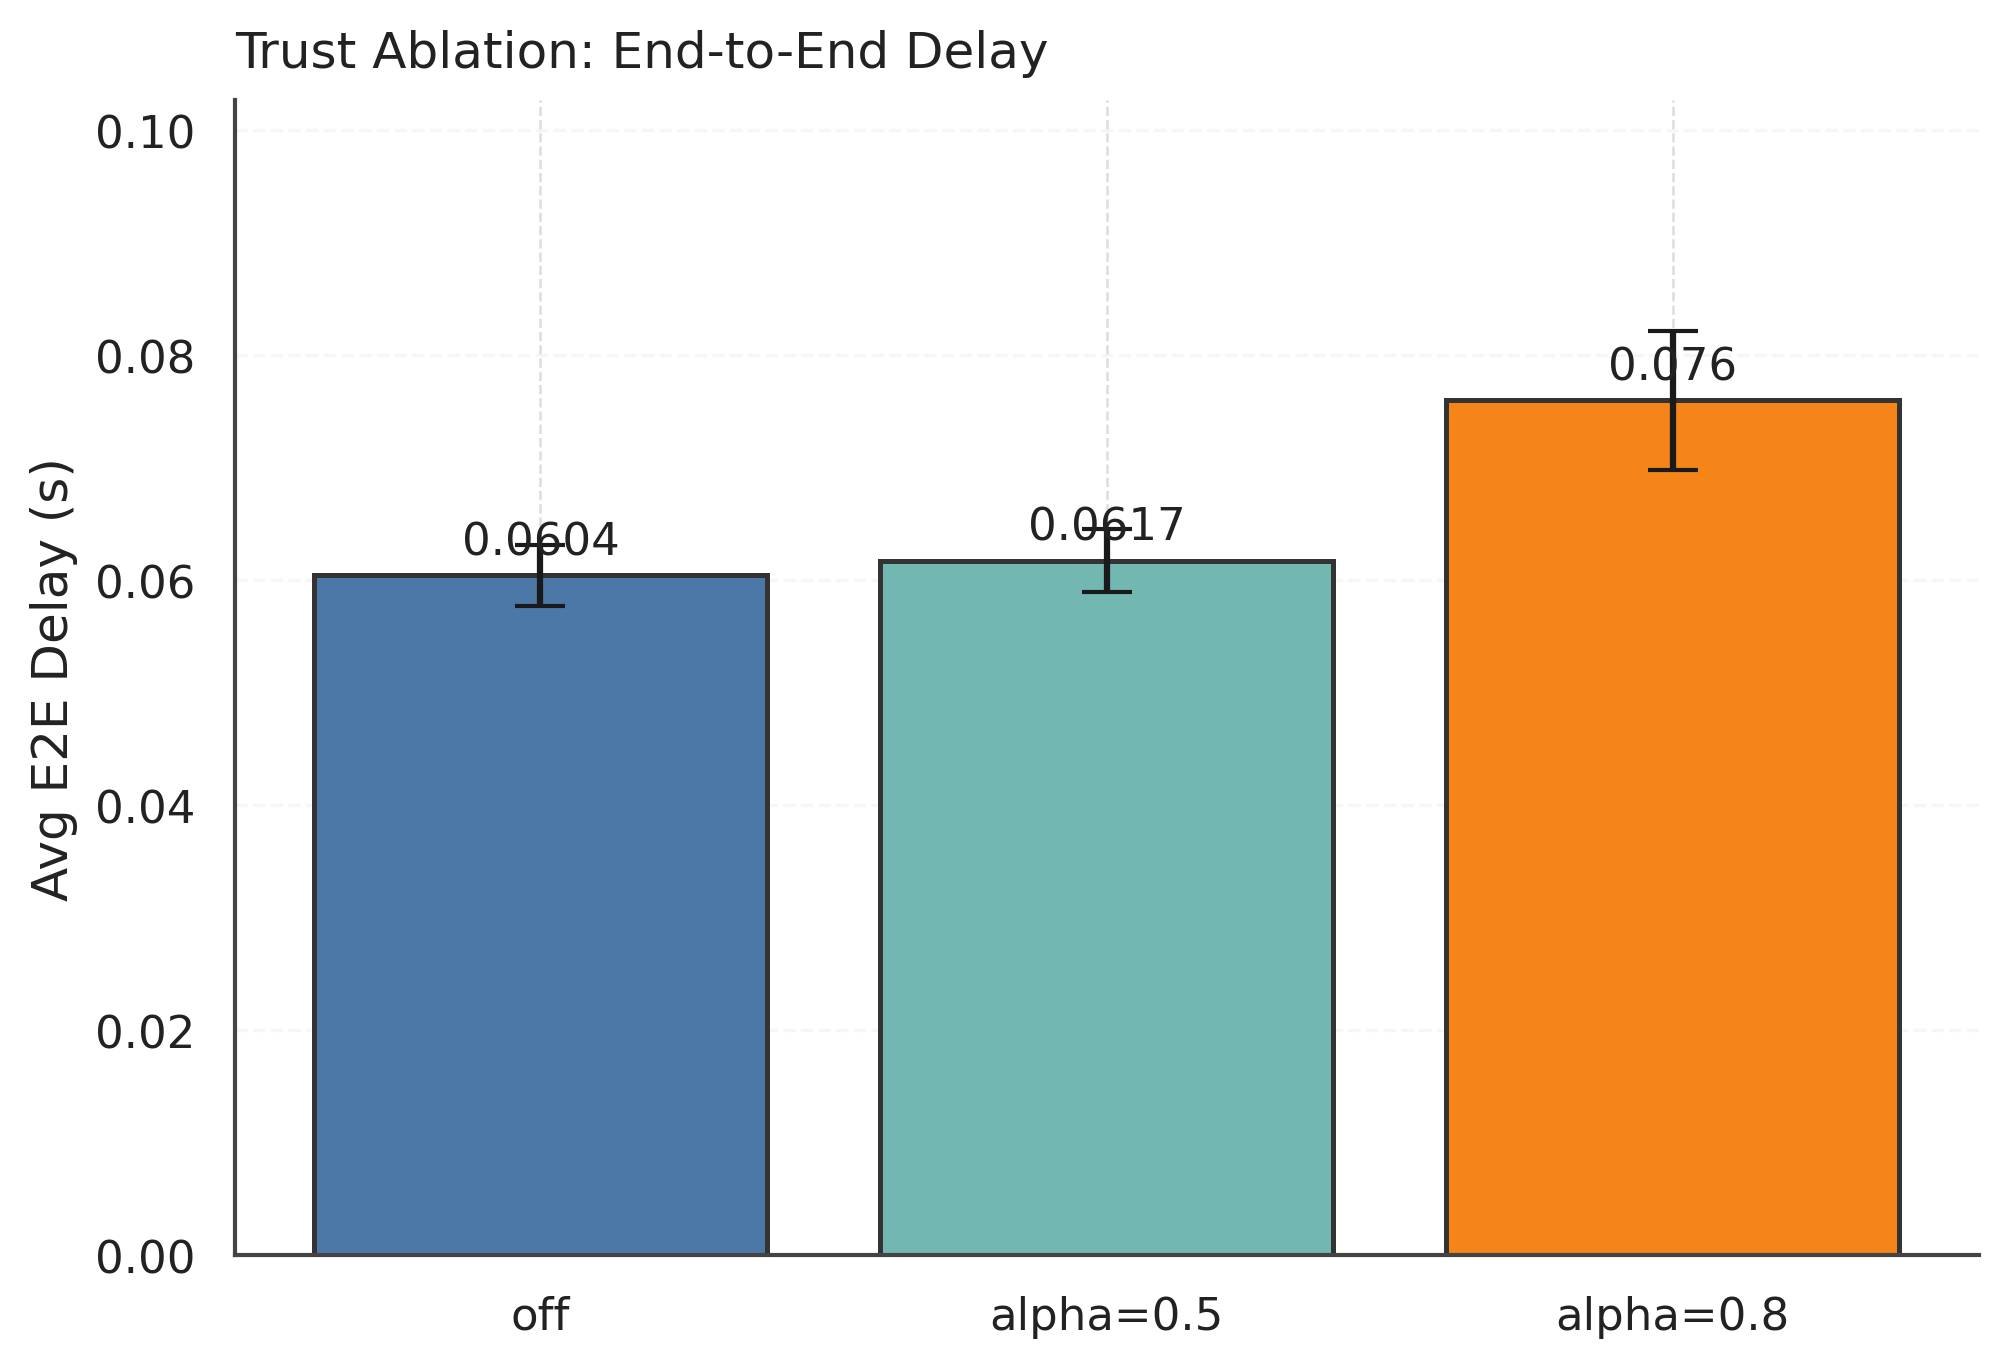 Trust Ablation: End-to-End Delay
Avg E2E Delay (s)
0.10
0.08
0.06
0.04
0.02
0.00
0.0604
0.0617
0.076
off
alpha=0.5
alpha=0.8